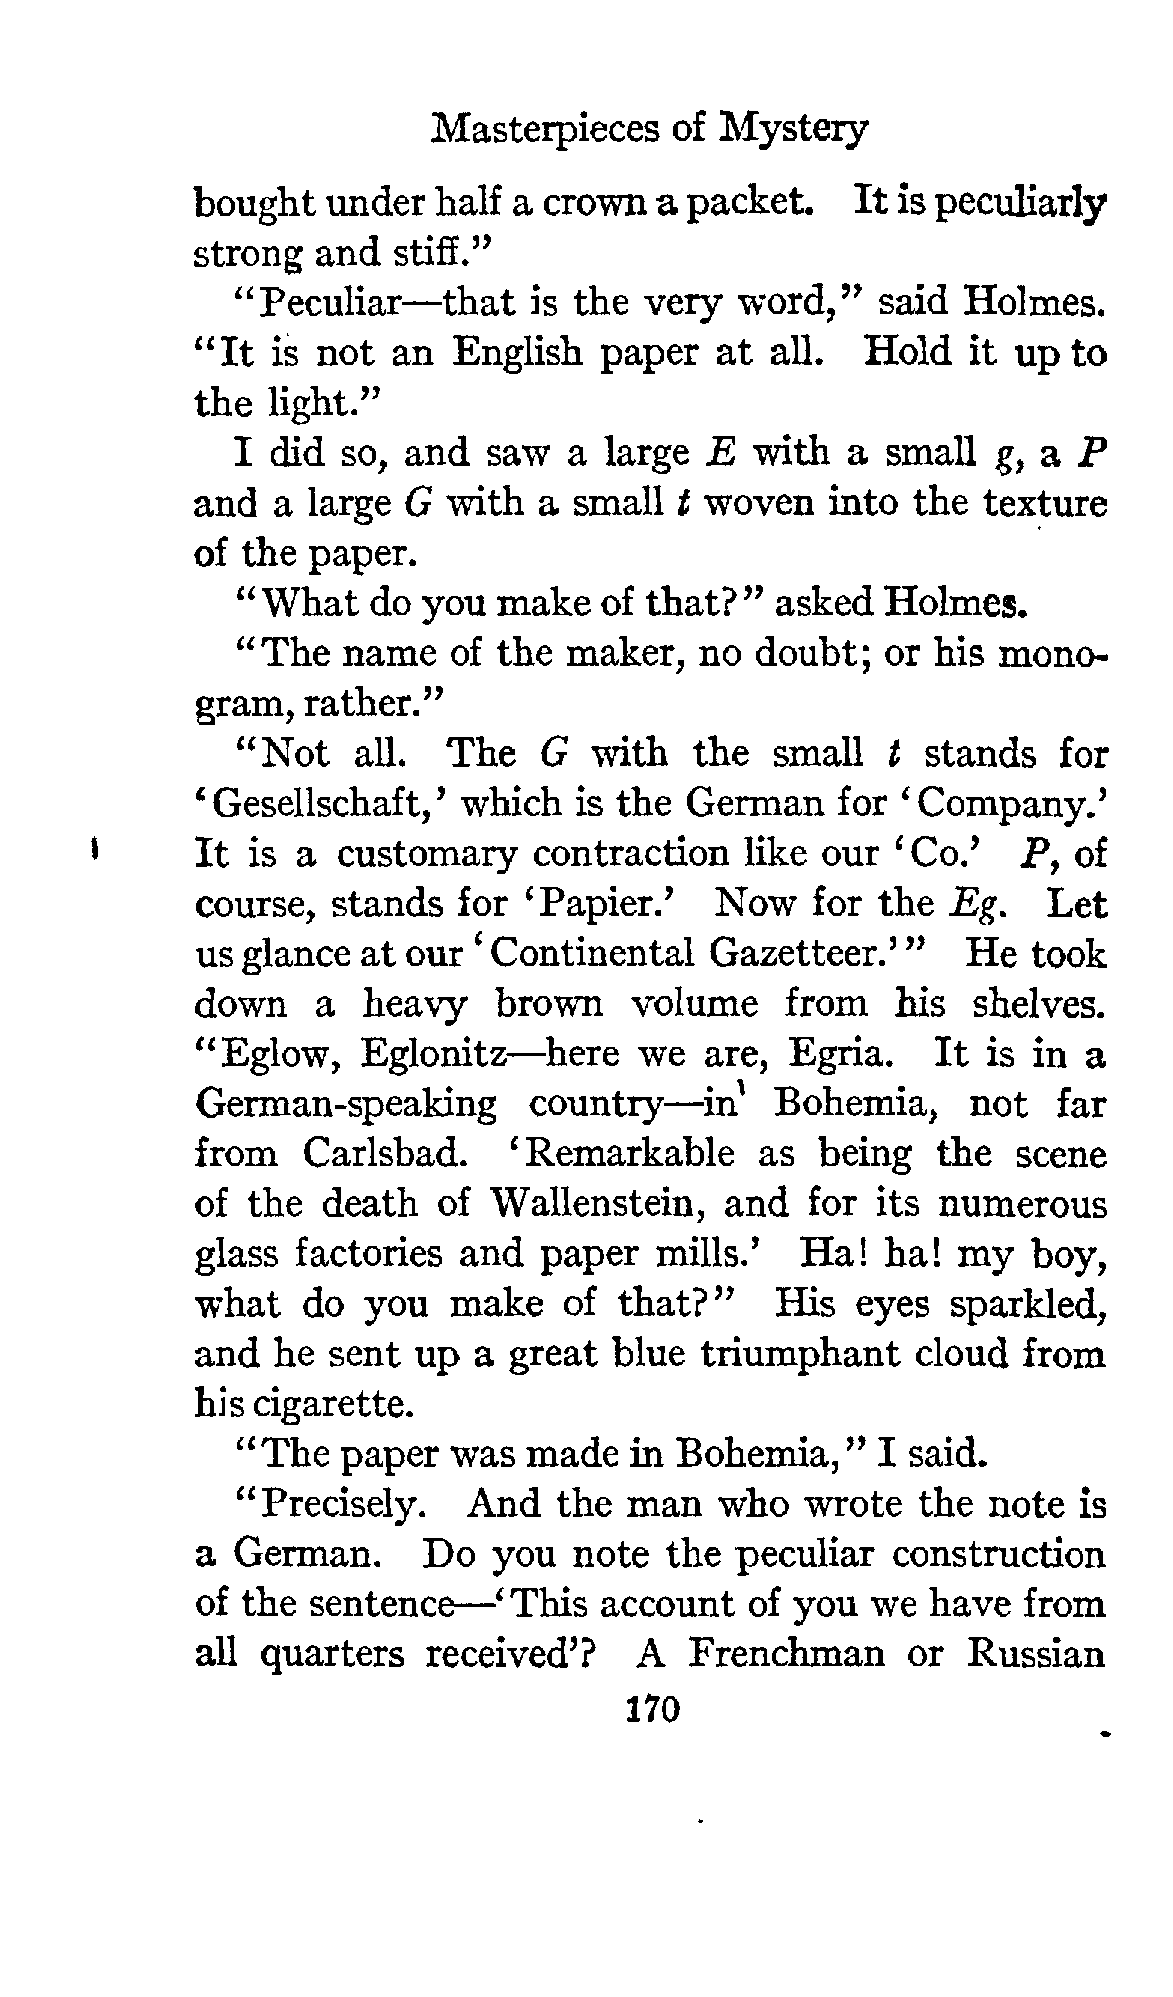 Masterpieces of Mystery
bought under half a crown a packet. It is peculiarly
strong and stiff."
"Peculiar—that is the very word," said Holmes.
"It is not an English paper at all. Hold it up to
the light."
I did so, and saw a large E with a small g, a P
and a large G with a small t woven into the texture
of the paper.
"What do you make of that?" asked Holmes.
"The name of the maker, no doubt; or his mono-
gram, rather."
"Not all. The G with the small t stands for
'Gesellschaft,' which is the German for 'Company.'
It is a customary contraction like our 'Co.' P, of
course, stands for 'Papier.' Now for the Eg. Let
us glance at our 'Continental Gazetteer.'" He took
down a heavy brown volume from his shelves.
"Eglow, Eglonitz—here we are, Egria. It is in a
German-speaking country—in Bohemia, not far
from Carlsbad. 'Remarkable as being the scene
of the death of Wallenstein, and for its numerous
glass factories and paper mills.' Ha! ha! my boy,
what do you make of that?" His eyes sparkled,
and he sent up a great blue triumphant cloud from
his cigarette.
"The paper was made in Bohemia," I said.
"Precisely. And the man who wrote the note is
a German. Do you note the peculiar construction
of the sentence—'This account of you we have from
all quarters received'? A Frenchman or Russian
170